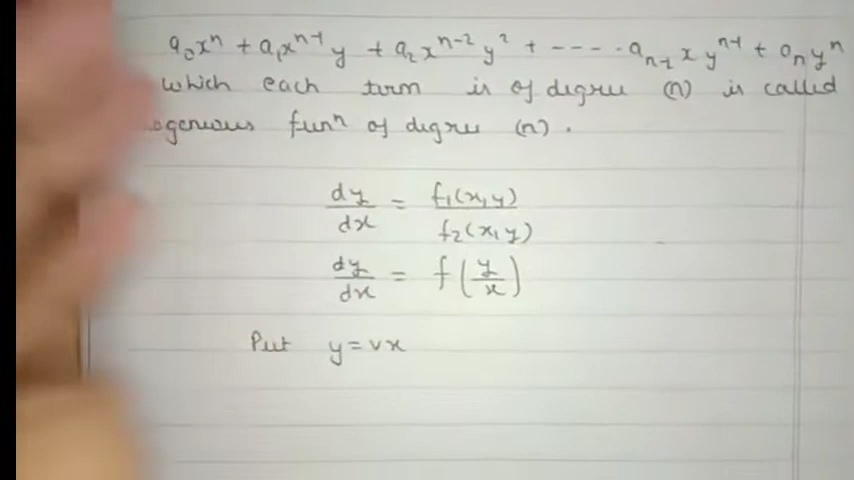 a₀xⁿ + a₁xⁿ⁻¹y + a₂xⁿ⁻²y² + ----- aₙ₋₁xyⁿ⁻¹ + aₙyⁿ
which each term is of degree (n) is called
ogeneous funⁿ of degree (n).
dy/dx = f₁(x,y)/f₂(x,y)
dy/dx = f(y/x)
Put y=vx